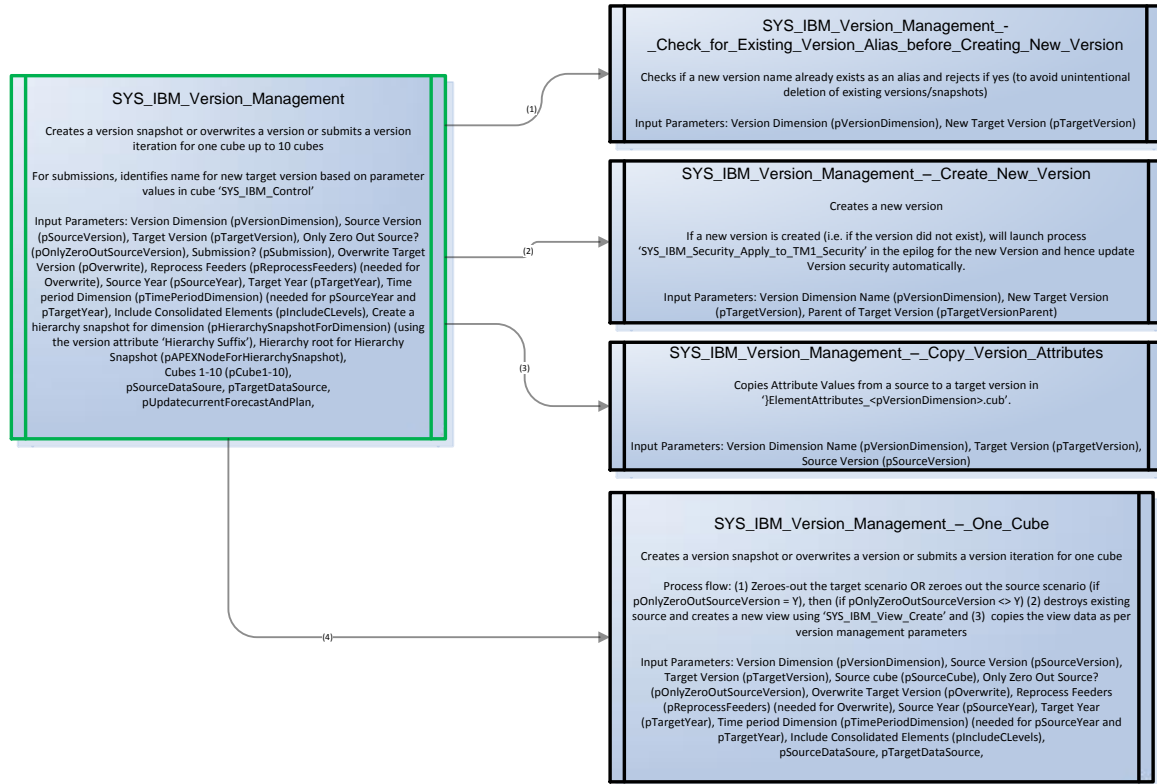 SYS_IBM_Version_Management
Creates a version snapshot or overwrites a version or submits a version
iteration for one cube up to 10 cubes
For submissions, identifies name for new target version based on parameter
values in cube ‘SYS_IBM_Control’
Input Parameters: Version Dimension (pVersionDimension), Source Version
(pSourceVersion), Target Version (pTargetVersion), Only Zero Out Source?
(pOnlyZeroOutSourceVersion), Submission? (pSubmission), Overwrite Target
Version (pOverwrite), Reprocess Feeders (pReprocessFeeders) (needed for
Overwrite), Source Year (pSourceYear), Target Year (pTargetYear), Time
period Dimension (pTimePeriodDimension) (needed for pSourceYear and
pTargetYear), Include Consolidated Elements (pIncludeCLevels), Create a
hierarchy snapshot for dimension (pHierarchySnapshotForDimension) (using
the version attribute ‘Hierarchy Suffix’), Hierarchy root for Hierarchy
Snapshot (pAPEXNodeForHierarchySnapshot),
Cubes 1-10 (pCube1-10),
pSourceDataSoure, pTargetDataSource,
pUpdatecurrentForecastAndPlan,
(1)
(2)
(3)
(4)
SYS_IBM_Version_Management_-
_Check_for_Existing_Version_Alias_before_Creating_New_Version
Checks if a new version name already exists as an alias and rejects if yes (to avoid unintentional
deletion of existing versions/snapshots)
Input Parameters: Version Dimension (pVersionDimension), New Target Version (pTargetVersion)
SYS_IBM_Version_Management_–_Create_New_Version
Creates a new version
If a new version is created (i.e. if the version did not exist), will launch process
‘SYS_IBM_Security_Apply_to_TM1_Security’ in the epilog for the new Version and hence update
Version security automatically.
Input Parameters: Version Dimension Name (pVersionDimension), New Target Version
(pTargetVersion), Parent of Target Version (pTargetVersionParent)
SYS_IBM_Version_Management_–_Copy_Version_Attributes
Copies Attribute Values from a source to a target version in
‘}ElementAttributes_<pVersionDimension>.cub’.
Input Parameters: Version Dimension Name (pVersionDimension), Target Version (pTargetVersion),
Source Version (pSourceVersion)
SYS_IBM_Version_Management_–_One_Cube
Creates a version snapshot or overwrites a version or submits a version iteration for one cube
Process flow: (1) Zeroes-out the target scenario OR zeroes out the source scenario (if
pOnlyZeroOutSourceVersion = Y), then (if pOnlyZeroOutSourceVersion <> Y) (2) destroys existing
source and creates a new view using ‘SYS_IBM_View_Create’ and (3) copies the view data as per
version management parameters
Input Parameters: Version Dimension (pVersionDimension), Source Version (pSourceVersion),
Target Version (pTargetVersion), Source cube (pSourceCube), Only Zero Out Source?
(pOnlyZeroOutSourceVersion), Overwrite Target Version (pOverwrite), Reprocess Feeders
(pReprocessFeeders) (needed for Overwrite), Source Year (pSourceYear), Target Year
(pTargetYear), Time period Dimension (pTimePeriodDimension) (needed for pSourceYear and
pTargetYear), Include Consolidated Elements (pIncludeCLevels),
pSourceDataSoure, pTargetDataSource,